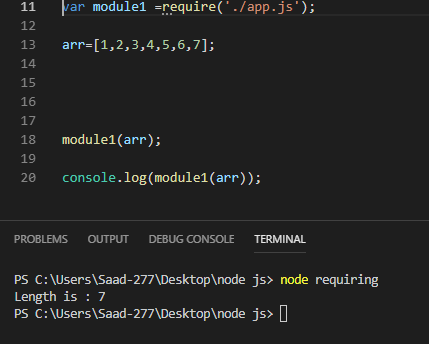 11 var module1 =require('./app.js');
12
13 arr=[1,2,3,4,5,6,7];
14
15
16
17
18 module1(arr);
19
20 console.log(module1(arr));
PROBLEMS OUTPUT DEBUG CONSOLE TERMINAL
PS C:\Users\Saad-277\Desktop\node js> node requiring
Length is : 7
PS C:\Users\Saad-277\Desktop\node js>